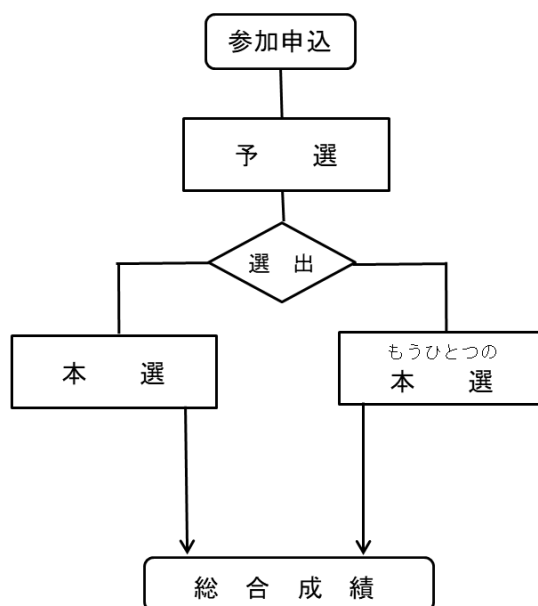 参加申込
予選
選出
本選
もうひとつの
本選
総合成績